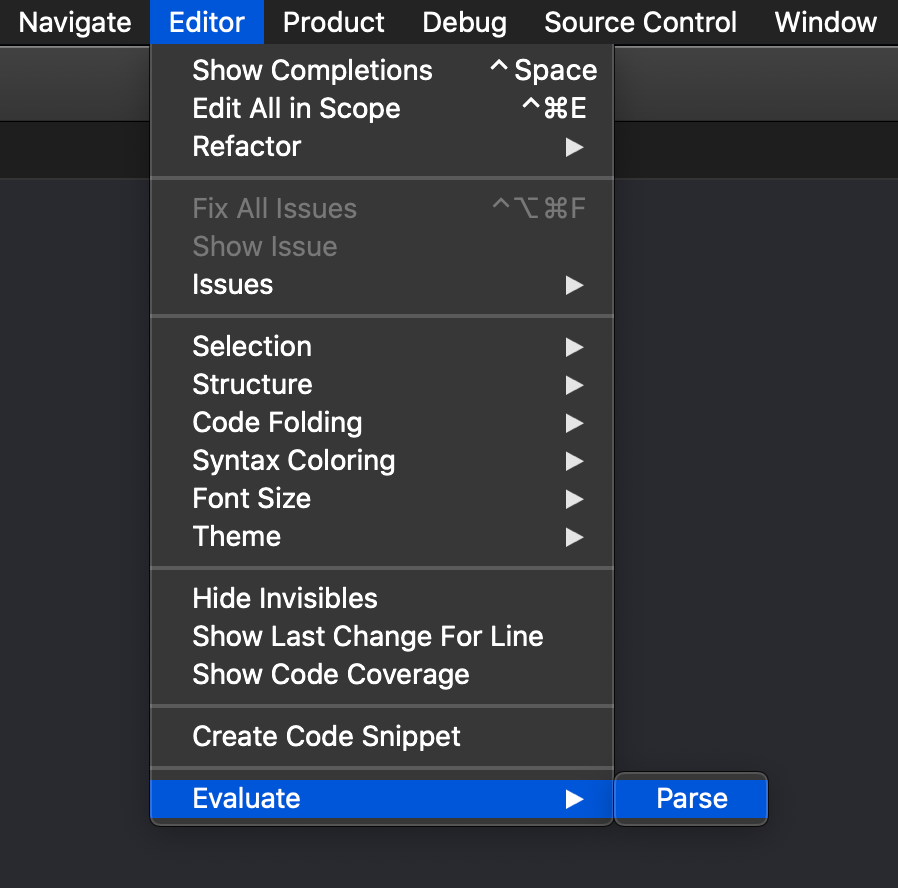 Navigate Editor Product Debug Source Control Window
Show Completions ^ Space
Edit All in Scope ^⌘E
Refactor ▶
Fix All Issues ^⌥⌘F
Show Issue
Issues ▶
Selection ▶
Structure ▶
Code Folding ▶
Syntax Coloring ▶
Font Size ▶
Theme ▶
Hide Invisibles
Show Last Change For Line
Show Code Coverage
Create Code Snippet
Evaluate ▶ Parse